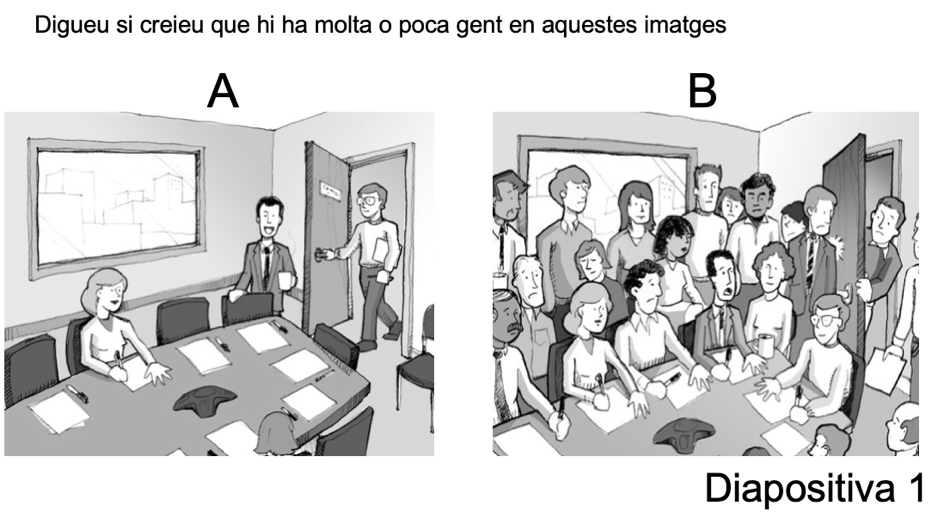 Digueu si creieu que hi ha molta o poca gent en aquestes imatges
A
B
Diapositiva 1